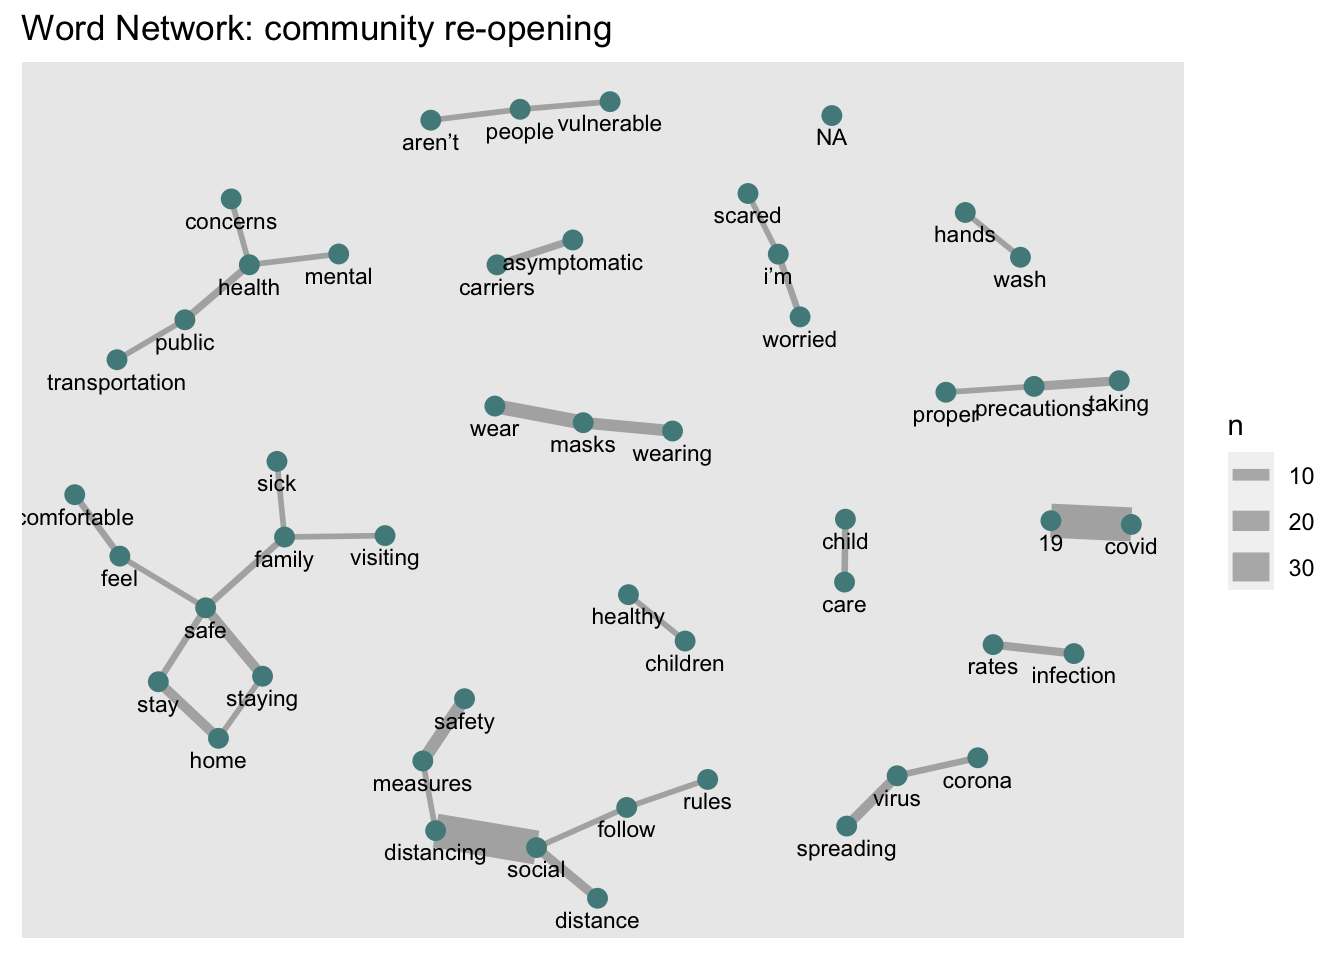 Word Network: community re-opening
aren't
people
vulnerable
NA
concerns
scared
hands
mental
asymptomatic
health
carriers
i'm
wash
public
worried
transportation
proper
precautions
taking
wear
masks
wearing
n
10
20
30
sick
comfortable
family
visiting
feel
child
19
covid
care
healthy
safe
children
rates
infection
stay
staying
home
safety
measures
corona
virus
rules
follow
spreading
distancing
social
distance